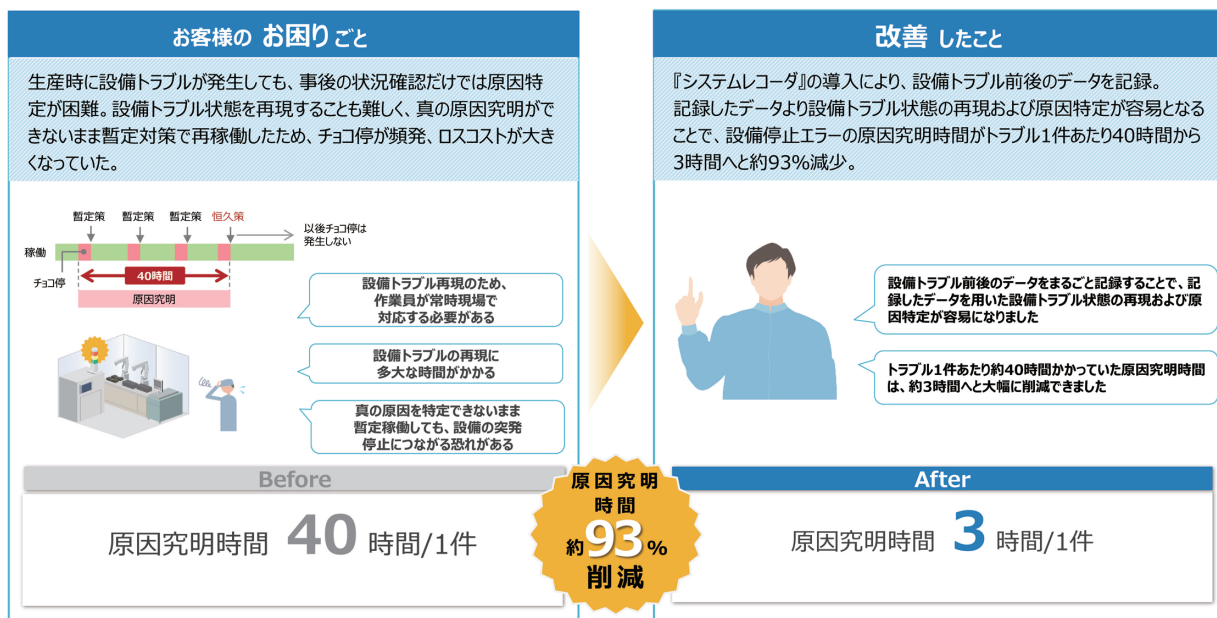 お客様の お困りごと
生産時に設備トラブルが発生しても、事後の状況確認だけでは原因特
定が困難。設備トラブル状態を再現することも難しく、真の原因究明がで
きないまま暫定対策で再稼働したため、チョコ停が頻発、ロスコストが大き
くなっていた。
暫定策 暫定策 暫定策 恒久策
以後チョコ停は
発生しない
稼働
チョコ停
40時間
原因究明
設備トラブル再現のため、
作業員が常時現場で
対応する必要がある
設備トラブルの再現に
多大な時間がかかる
真の原因を特定できないまま
暫定稼働しても、設備の突発
停止につながる恐れがある
Before
原因究明時間 40 時間/1件
原因究明
時間
約93%
削減
改善 したこと
『システムレコーダ』の導入により、設備トラブル前後のデータを記録。
記録したデータより設備トラブル状態の再現および原因特定が容易となる
ことで、設備停止エラーの原因究明時間がトラブル1件あたり40時間から
3時間へと約93%減少。
設備トラブル前後のデータをまるごと記録することで、記
録したデータを用いた設備トラブル状態の再現および原
因特定が容易になりました
トラブル1件あたり約40時間かかっていた原因究明時間
は、約3時間へと大幅に削減できました
After
原因究明時間 3 時間/1件